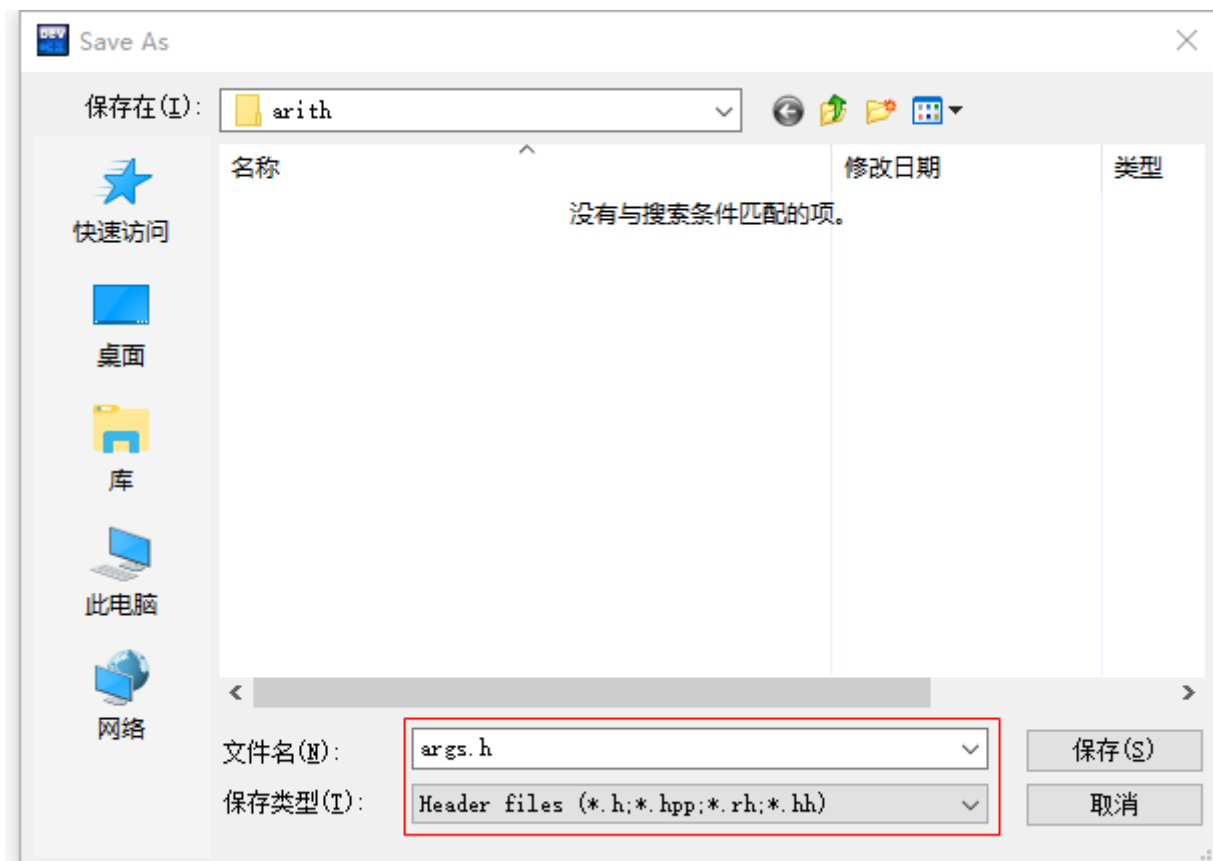 DEV
Save As
保存在(I):
arith
名称
修改日期
类型
没有与搜索条件匹配的项。
快速访问
桌面
库
此电脑
网络
文件名(N):
args.h
保存(S)
保存类型(T):
Header files (*.h;*.hpp;*.rh;*.hh)
取消